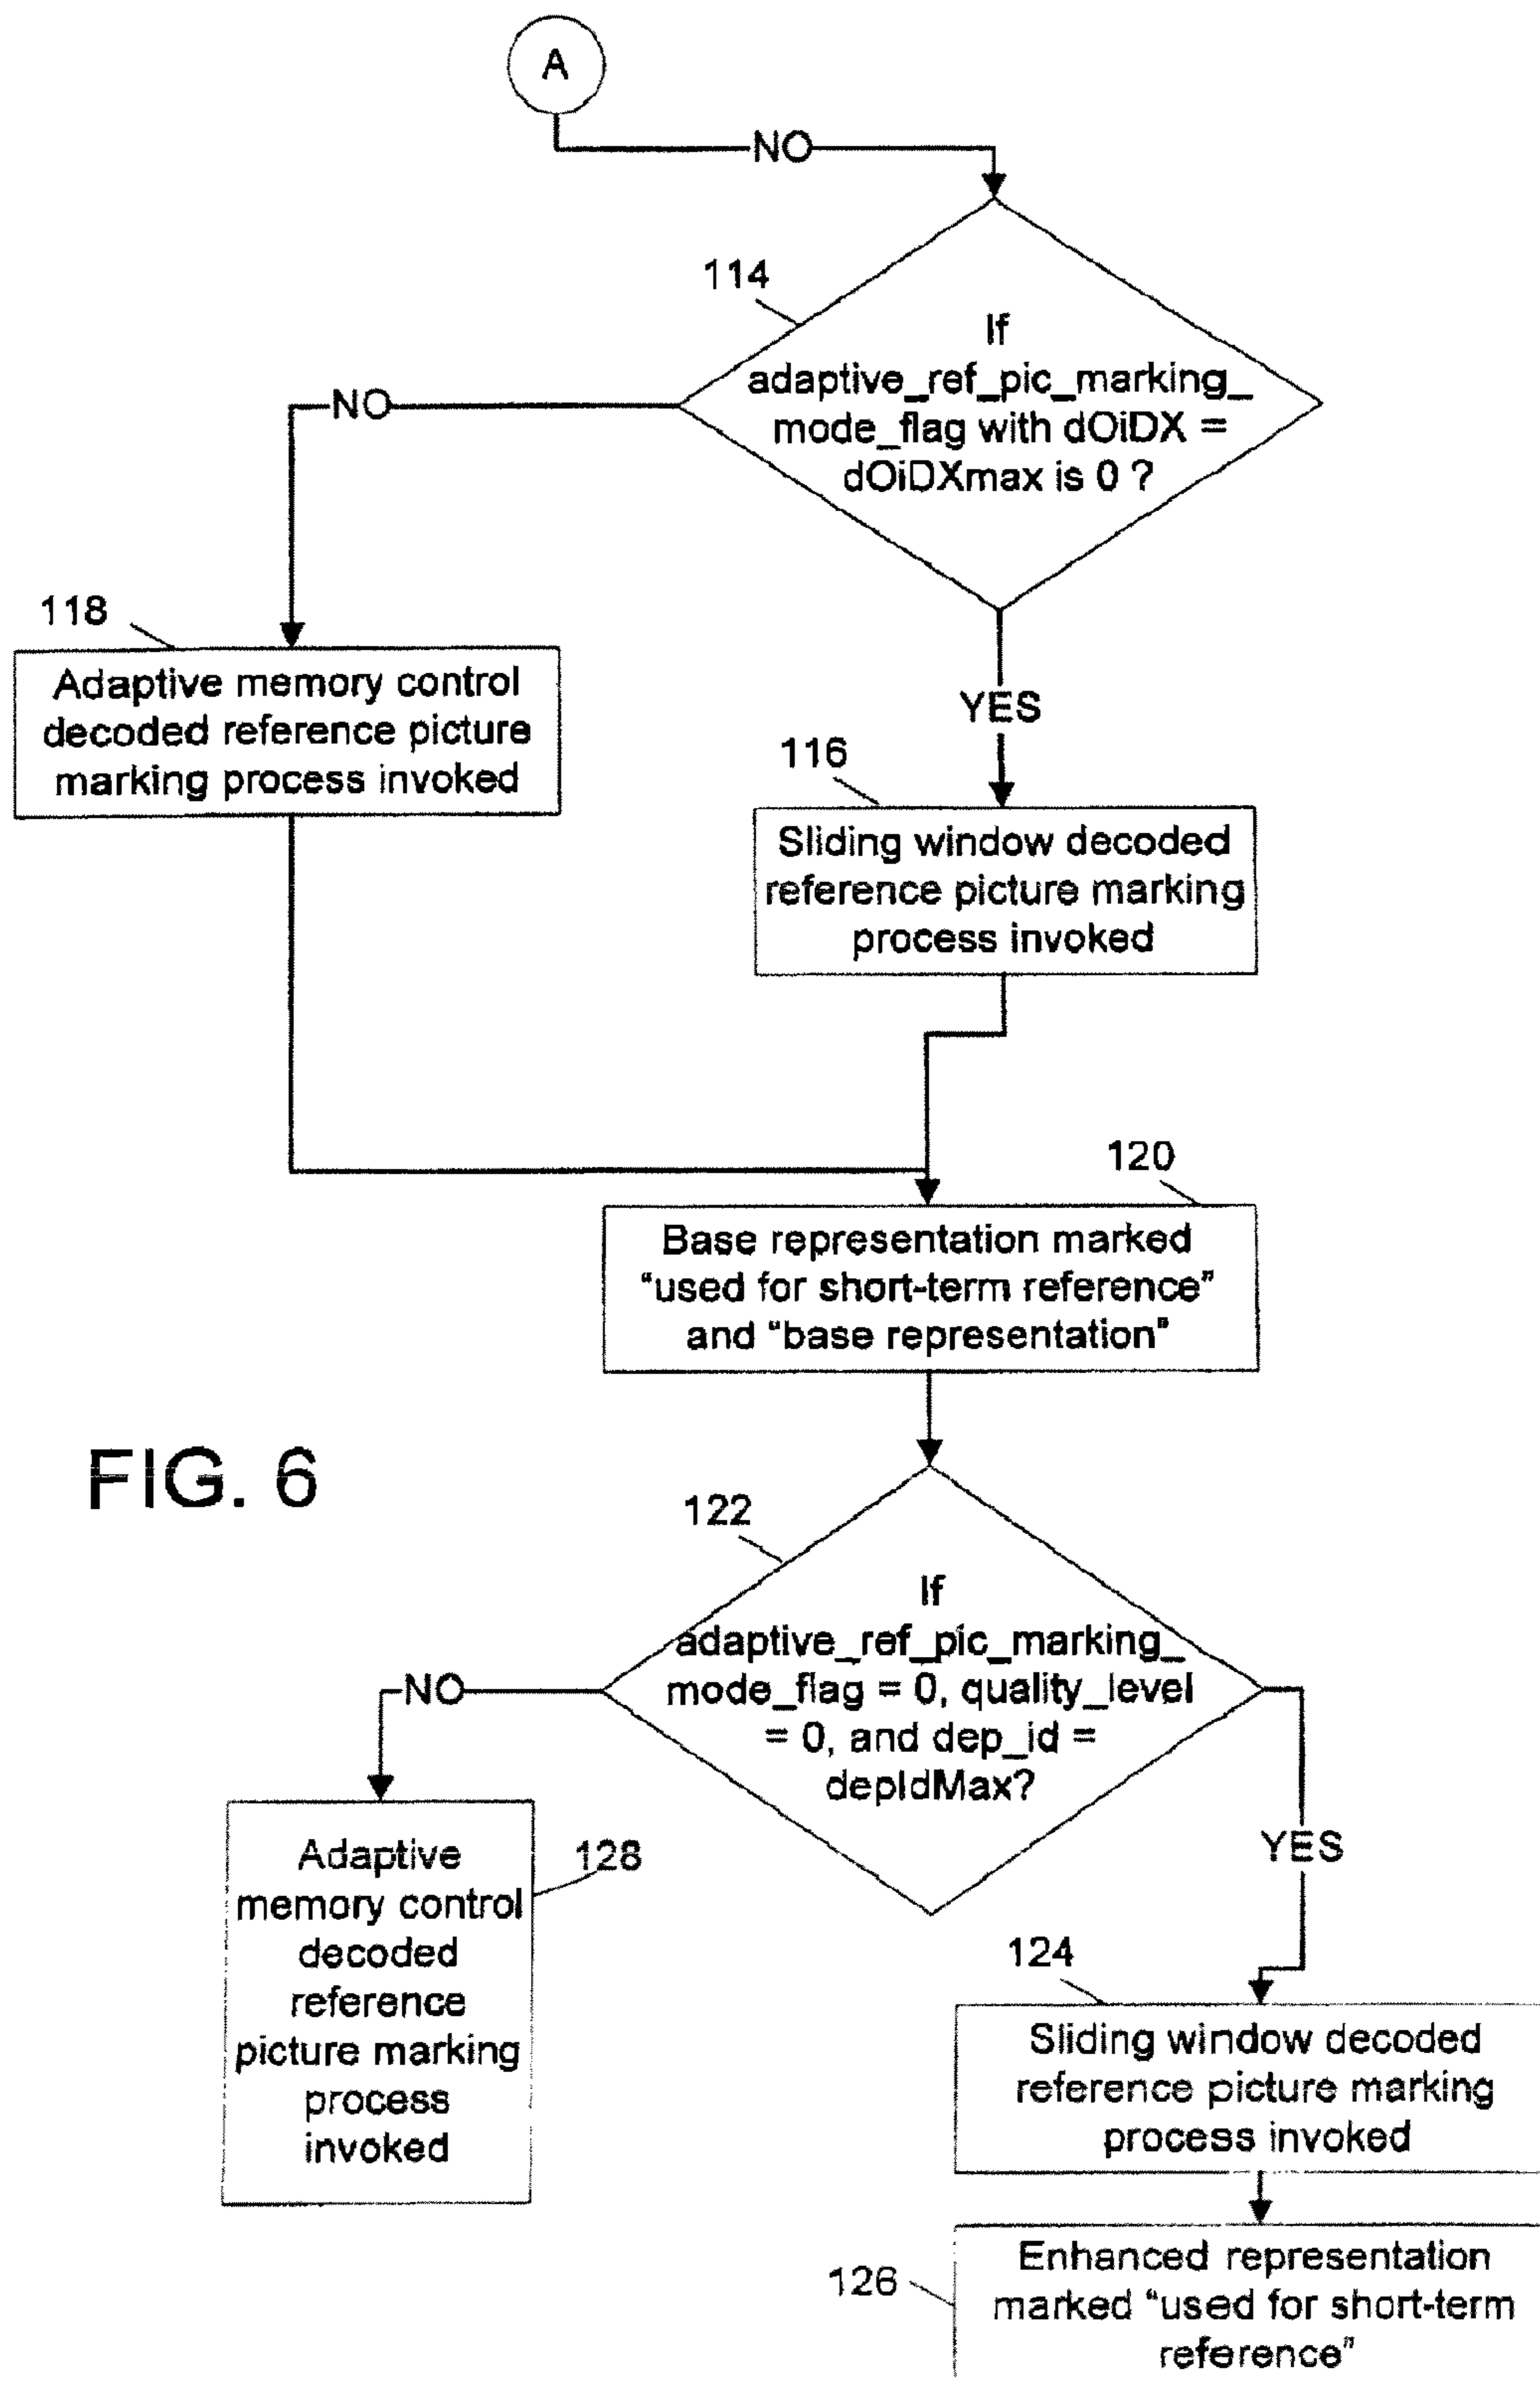 A
NO
114
If
adaptive_ref_pic_marking_
mode_flag with dOiDX =
dOiDXmax is 0 ?
NO
118
Adaptive memory control
decoded reference picture
marking process invoked
YES
116
Sliding window decoded
reference picture marking
process invoked
120
Base representation marked
“used for short-term reference”
and “base representation”
FIG. 6
122
If
adaptive_ref_pic_marking_
mode_flag = 0, quality_level
= 0, and dep_id =
depIdMax?
NO
YES
128
Adaptive
memory control
decoded
reference
picture marking
process
invoked
124
Sliding window decoded
reference picture marking
process invoked
126
Enhanced representation
marked “used for short-term
reference”